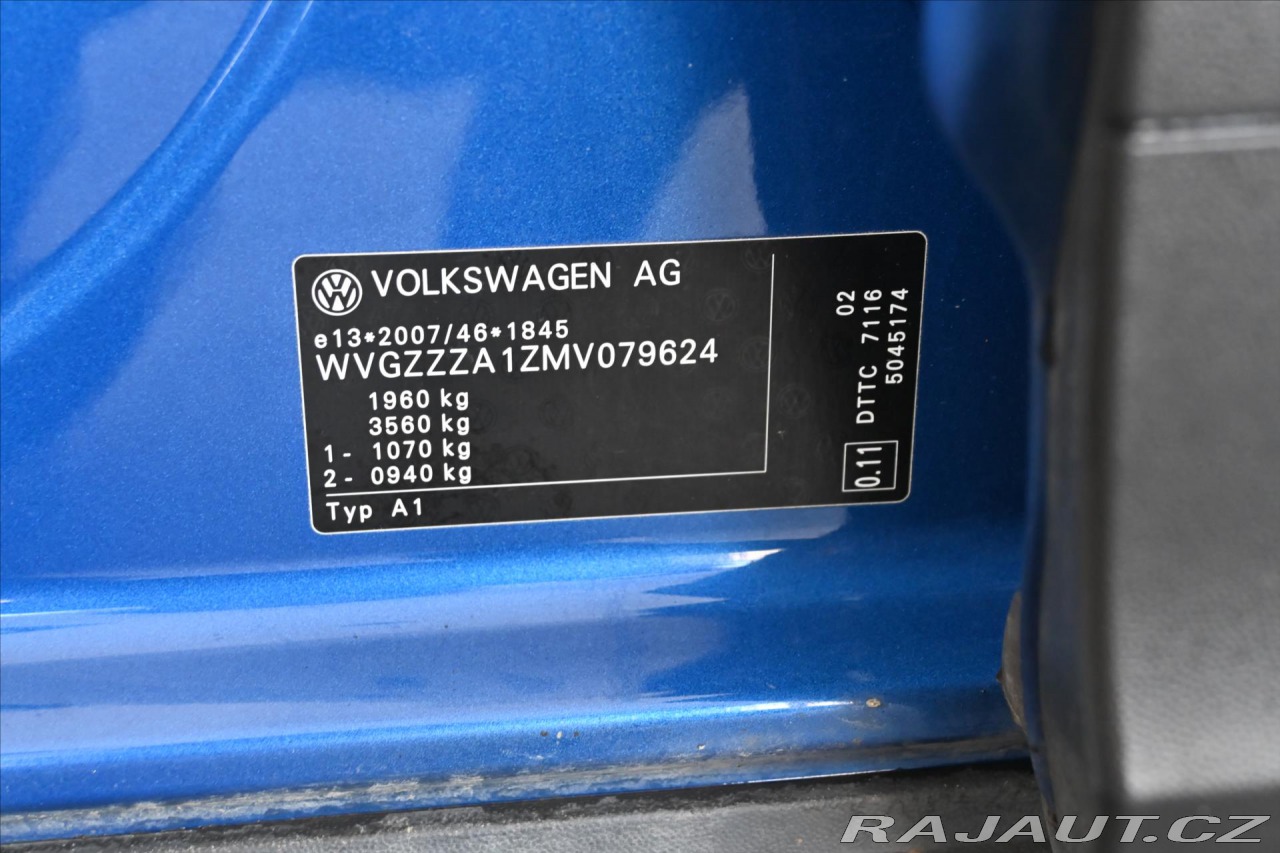 VOLKSWAGEN AG
e13*2007/46*1845
WVGZZZA1ZMV079624
1960 kg
3560 kg
1- 1070 kg
2- 0940 kg
Typ A1
02
DTTC 7116
5045174
0.11
RAJAUT.CZ